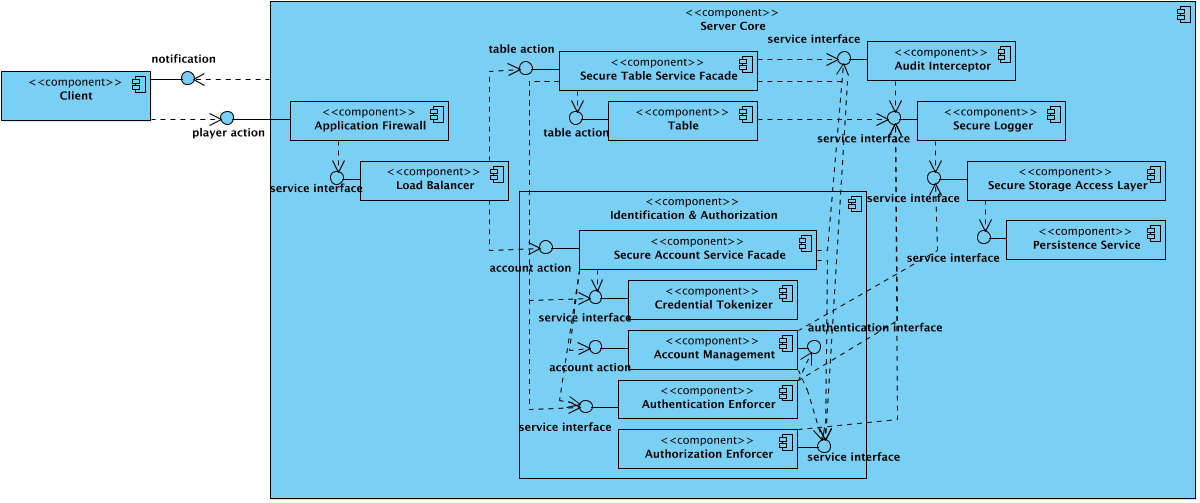 <<component>>
Server Core
notification
<<component>>
Client
player action
<<component>>
Application Firewall
service interface
<<component>>
Load Balancer
table action
<<component>>
Secure Table Service Facade
service interface
<<component>>
Audit Interceptor
table action
<<component>>
Table
service interface
<<component>>
Secure Logger
service interface
<<component>>
Secure Storage Access Layer
service interface
<<component>>
Persistence Service
<<component>>
Identification & Authorization
account action
<<component>>
Secure Account Service Facade
service interface
<<component>>
Credential Tokenizer
authentication interface
account action
<<component>>
Account Management
service interface
<<component>>
Authentication Enforcer
<<component>>
Authorization Enforcer
service interface